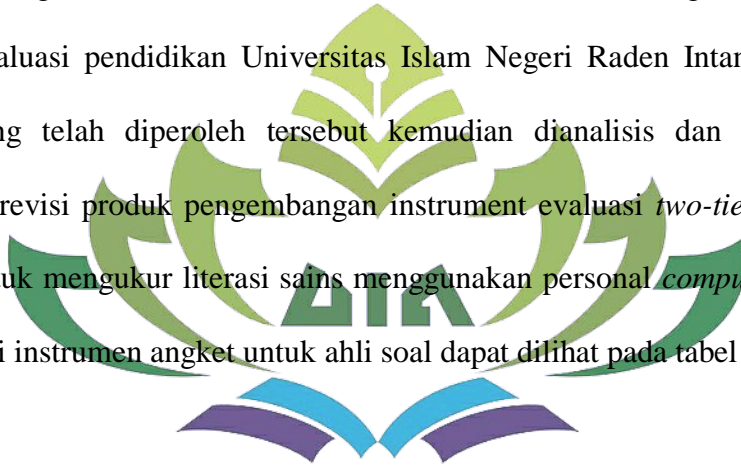 aluasi pendidikan Universitas Islam Negeri Raden Intan
ng telah diperoleh tersebut kemudian dianalisis dan
revisi produk pengembangan instrument evaluasi two-tie
uk mengukur literasi sains menggunakan personal compu
i instrumen angket untuk ahli soal dapat dilihat pada tabel